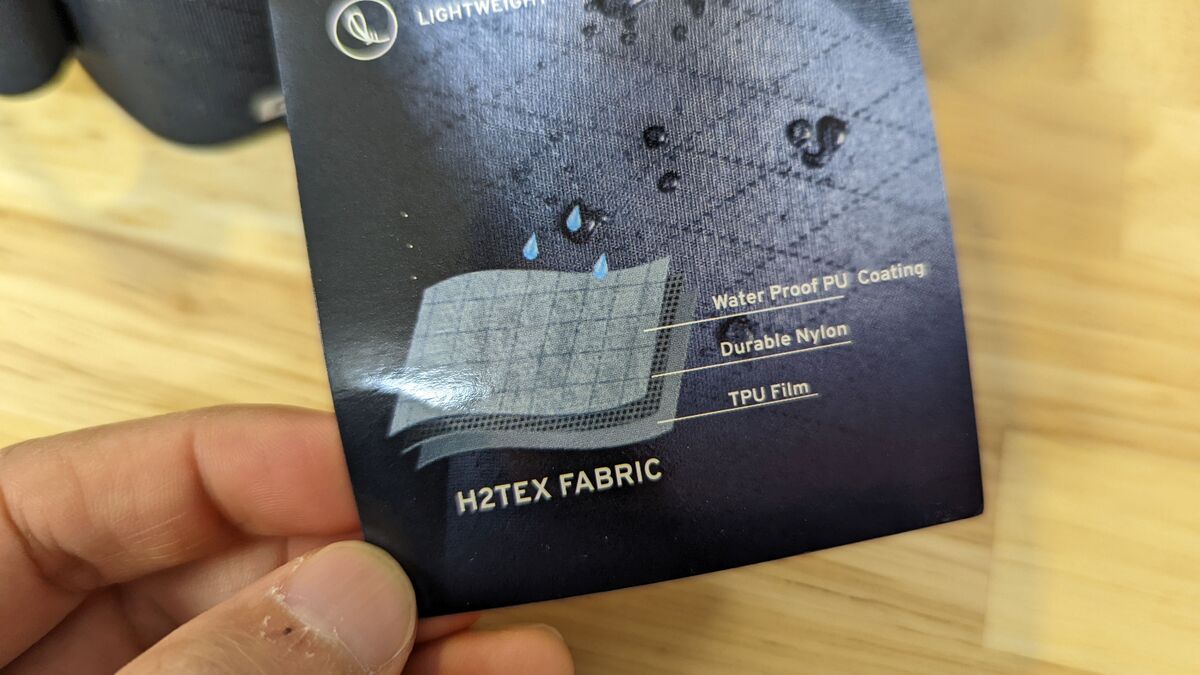 LIGHTWEIGHT
Water Proof PU Coating
Durable Nylon
TPU Film
H2TEX FABRIC